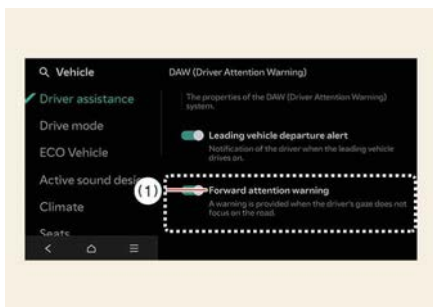 Vehicle
Driver assistance
Drive mode
ECO Vehicle
Active sound desig
Climate
Seats
DAW (Driver Attention Warning)
The properties of the DAW (Driver Attention Warning)
system.
Leading vehicle departure alert
Notification of the driver when the leading vehicle
drives on.
(1)
Forward attention warning
A warning is provided when the driver's gaze does not
focus on the road.